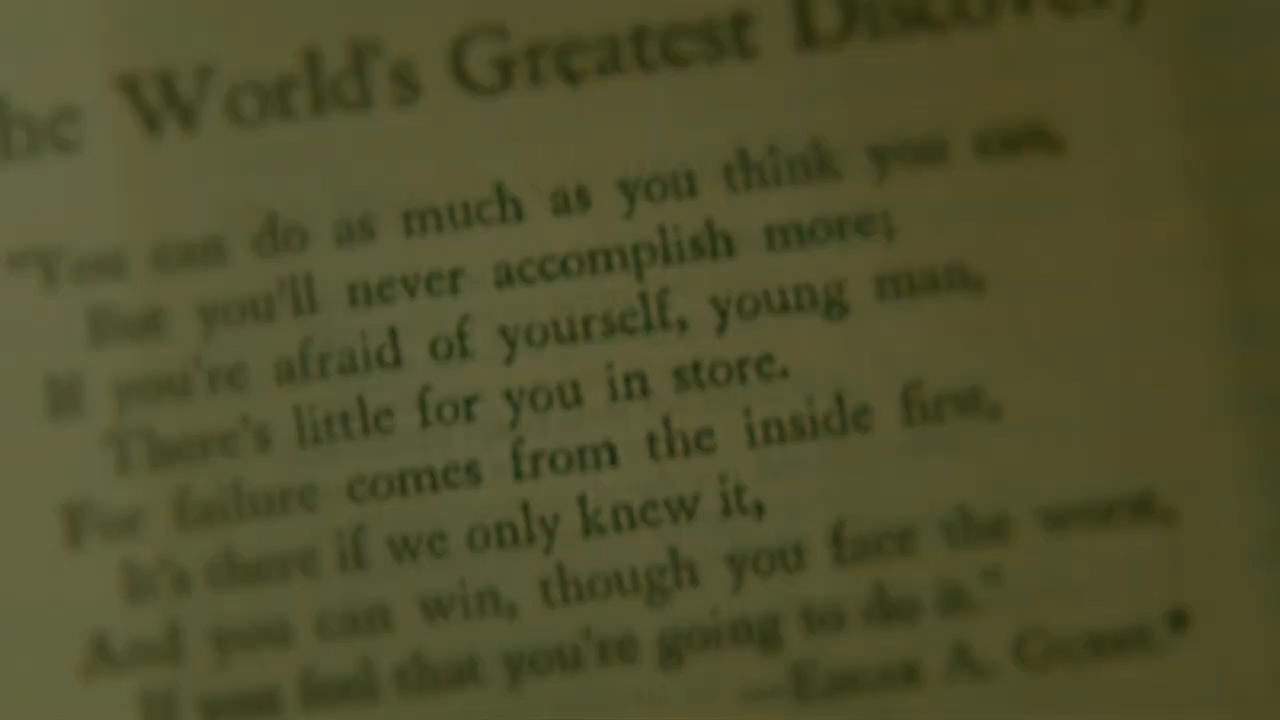 he World's Greatest Discovery
"You can do as much as you think you can,
But you'll never accomplish more;
If you're afraid of yourself, young man,
There's little for you in store.
For failure comes from the inside first,
It's there if we only knew it,
And you can win, though you face the worst,
If you feel that you're going to do it."
—Edgar A. Guest.*